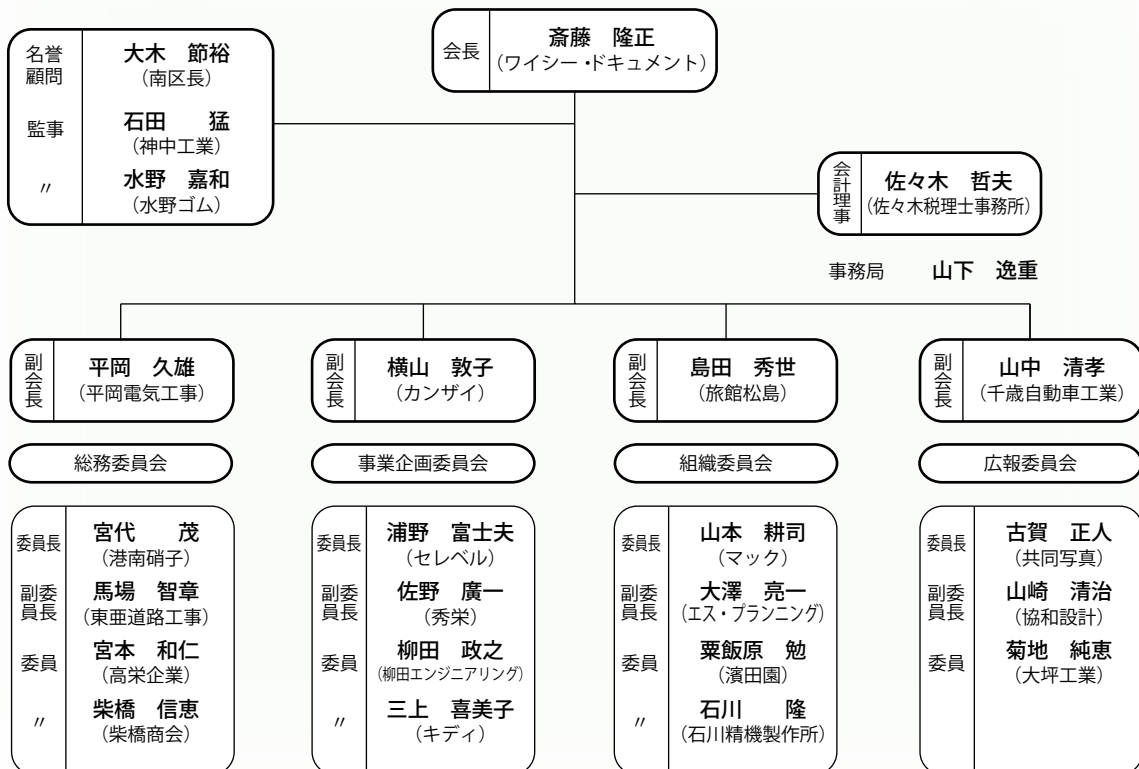 会長 斎藤　隆正
（ワイシー・ドキュメント）
名誉顧問 大木　節裕
（南区長）
監事 石田　　猛
（神中工業）
〃 水野　嘉和
（水野ゴム）
会計理事 佐々木　哲夫
（佐々木税理士事務所）
事務局　山下　逸重
副会長 平岡　久雄
（平岡電気工事）
副会長 横山　敦子
（カンザイ）
副会長 島田　秀世
（旅館松島）
副会長 山中　清孝
（千歳自動車工業）
総務委員会
事業企画委員会
組織委員会
広報委員会
委員長 宮代　　茂
（港南硝子）
副委員長 馬場　智章
（東亜道路工事）
委員 宮本　和仁
（高栄企業）
〃 柴橋　信恵
（柴橋商会）
委員長 浦野　富士夫
（セレベル）
副委員長 佐野　廣一
（秀栄）
委員 柳田　政之
（柳田エンジニアリング）
〃 三上　喜美子
（キディ）
委員長 山本　耕司
（マック）
副委員長 大澤　亮一
（エス・プランニング）
委員 粟飯原　勉
（濱田園）
〃 石川　　隆
（石川精機製作所）
委員長 古賀　正人
（共同写真）
副委員長 山崎　清治
（協和設計）
委員 菊地　純恵
（大坪工業）